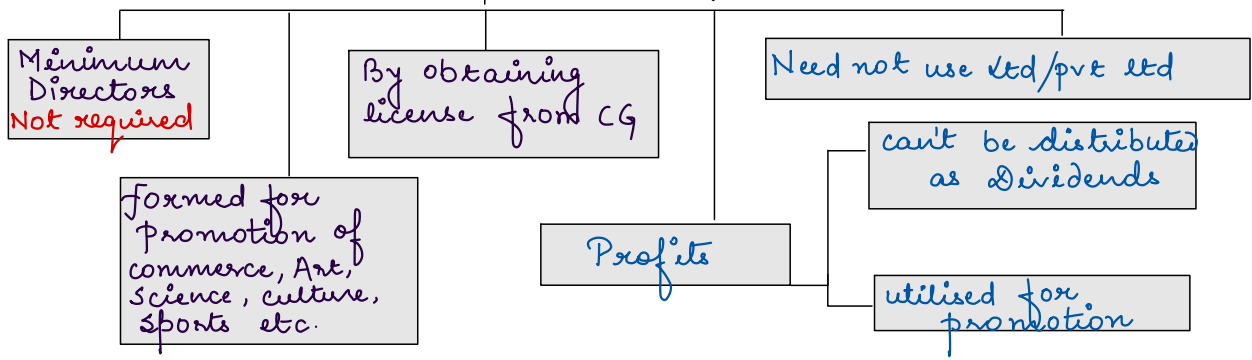 Minimum
Directors
Not required
formed for
promotion of
commerce, Art,
science, culture,
sports etc.
By obtaining
license from CG
Profits
Need not use Ltd/pvt ltd
can't be distributed
as Dividends
utilised for
promotion